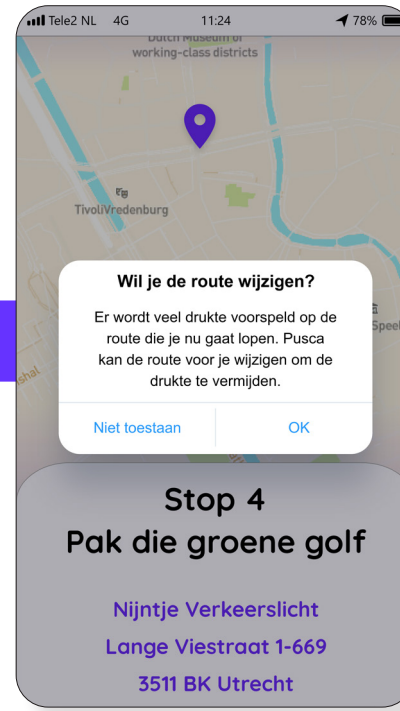 Tele2 NL 4G 11:24 78%
Dutch Museum of
working-class districts
TivoliVredenburg
Speel
shal
Wil je de route wijzigen?
Er wordt veel drukte voorspeld op de
route die je nu gaat lopen. Pusca
kan de route voor je wijzigen om de
drukte te vermijden.
Niet toestaan OK
Stop 4
Pak die groene golf
Nijntje Verkeerslicht
Lange Viestraat 1-669
3511 BK Utrecht